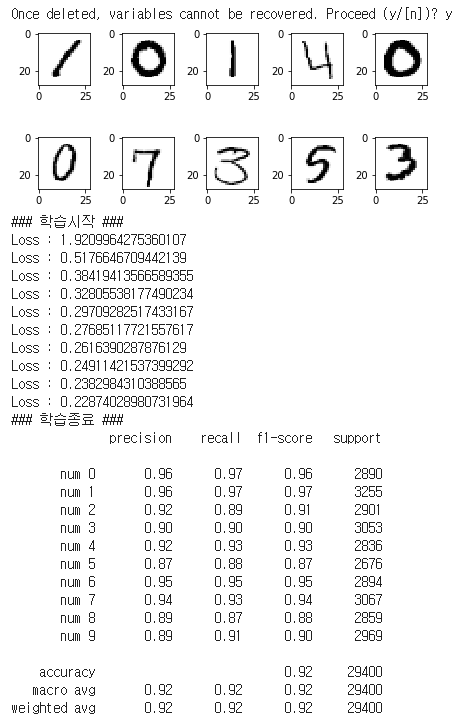 Once deleted, variables cannot be recovered. Proceed (y/[n])? y
0 0 0 0 0
1 0 1 4 0
20 20 20 20 20
0 25 0 25 0 25 0 25 0 25
0 0 0 0 0
0 7 3 5 3
20 20 20 20 20
0 25 0 25 0 25 0 25 0 25
### 학습시작 ###
Loss : 1.9209964275360107
Loss : 0.5176646709442139
Loss : 0.38419413566589355
Loss : 0.32805538177490234
Loss : 0.29709282517433167
Loss : 0.27685117721557617
Loss : 0.2616390287876129
Loss : 0.24911421537399292
Loss : 0.2382984310388565
Loss : 0.22874028980731964
### 학습종료 ###
precision recall f1-score support
num 0 0.96 0.97 0.96 2890
num 1 0.96 0.97 0.97 3255
num 2 0.92 0.89 0.91 2901
num 3 0.90 0.90 0.90 3053
num 4 0.92 0.93 0.93 2836
num 5 0.87 0.88 0.87 2676
num 6 0.95 0.95 0.95 2894
num 7 0.94 0.93 0.94 3067
num 8 0.89 0.87 0.88 2859
num 9 0.89 0.91 0.90 2969
accuracy 0.92 29400
macro avg 0.92 0.92 0.92 29400
weighted avg 0.92 0.92 0.92 29400